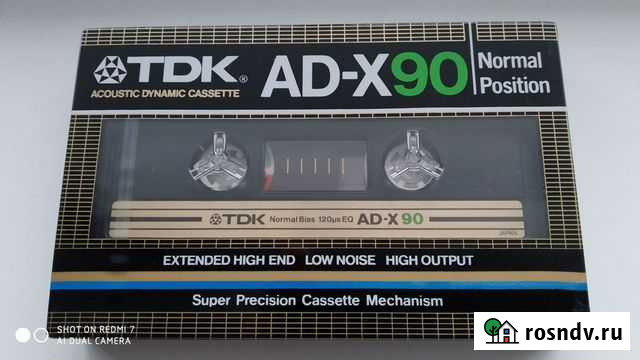 TDK® AD-X90 Normal Position
ACOUSTIC DYNAMIC CASSETTE
TDK Normal Bias 120µs EQ AD-X 90
JAPAN
EXTENDED HIGH END LOW NOISE HIGH OUTPUT
Super Precision Cassette Mechanism
SHOT ON REDMI 7
AI DUAL CAMERA
rosndv.ru